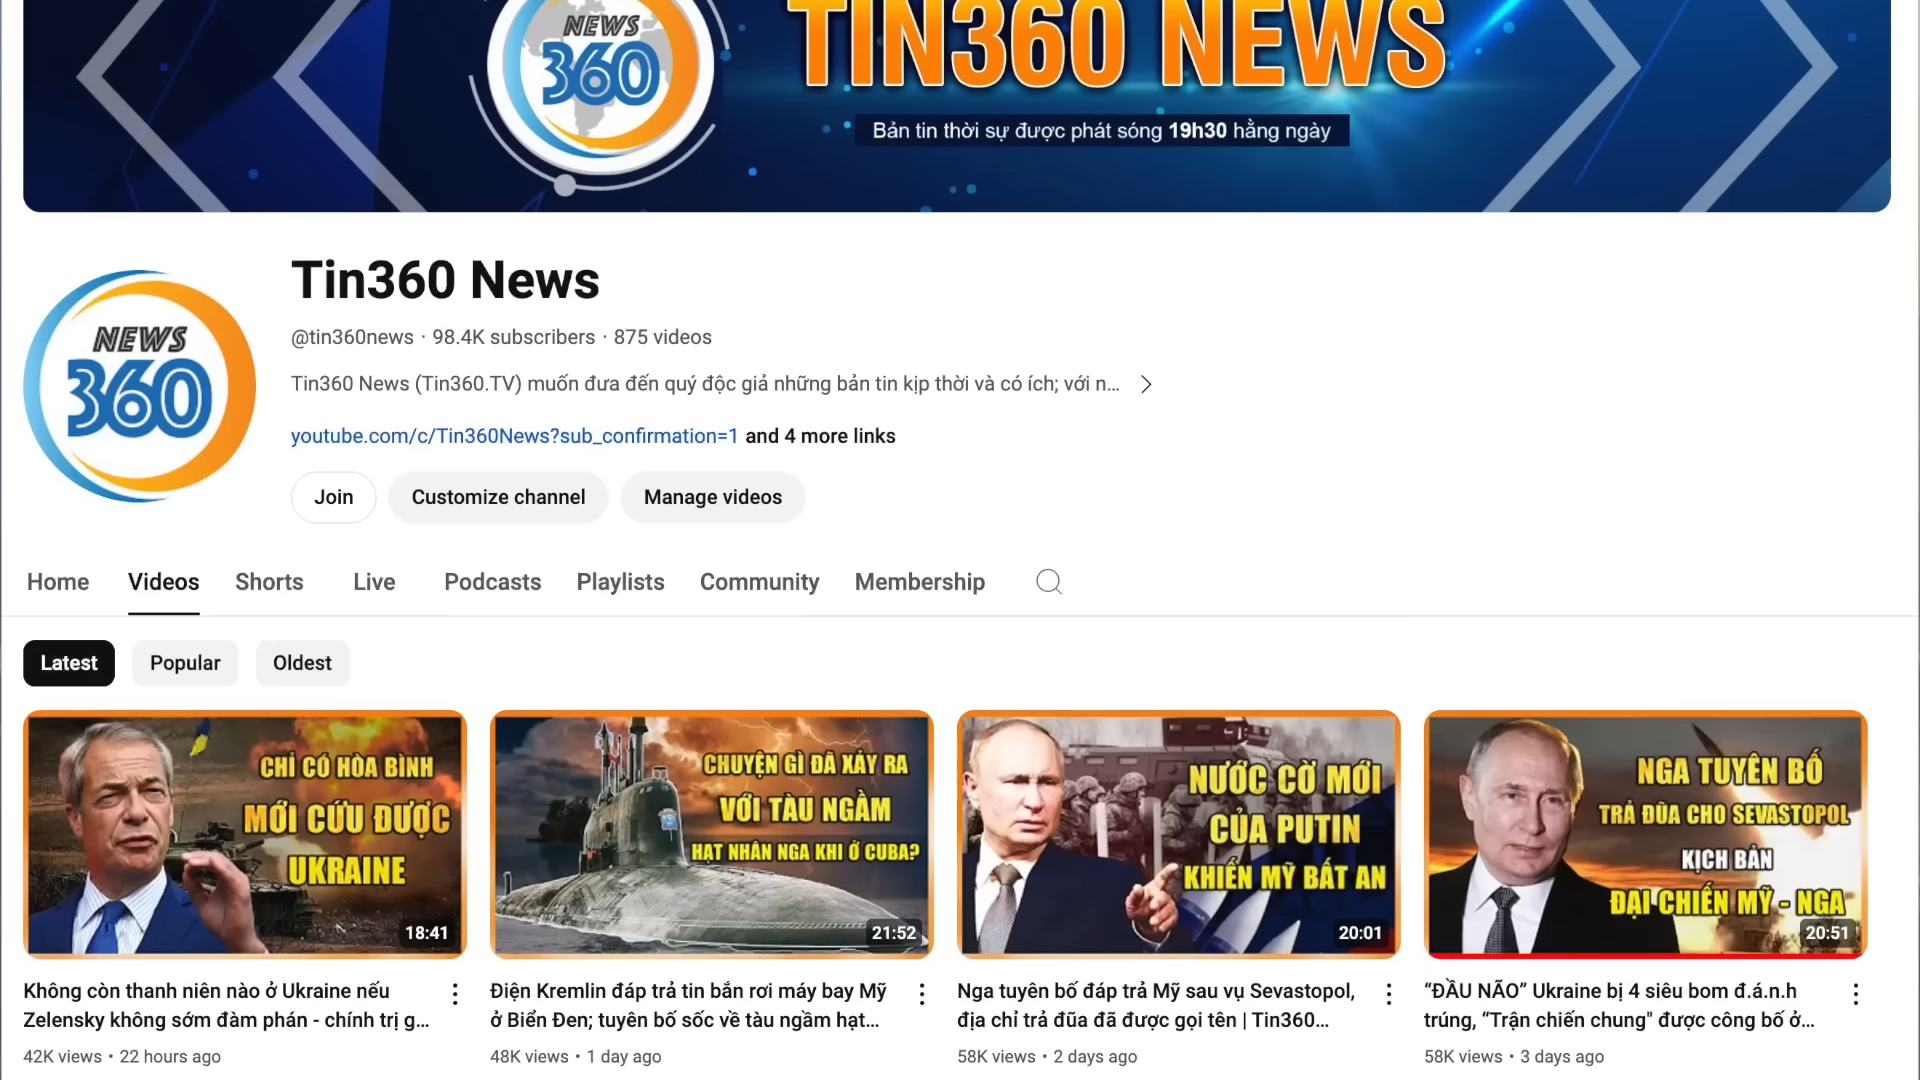 NEWS
360
TIN360 NEWS
Bản tin thời sự được phát sóng 19h30 hằng ngày
NEWS
360
Tin360 News
@tin360news · 98.4K subscribers · 875 videos
Tin360 News (Tin360.TV) muốn đưa đến quý độc giả những bản tin kịp thời và có ích; với n...
youtube.com/c/Tin360News?sub_confirmation=1 and 4 more links
Join
Customize channel
Manage videos
Home
Videos
Shorts
Live
Podcasts
Playlists
Community
Membership
Latest
Popular
Oldest
CHỈ CÓ HÒA BÌNH
MỚI CỨU ĐƯỢC
UKRAINE
18:41
Không còn thanh niên nào ở Ukraine nếu
Zelensky không sớm đàm phán - chính trị g...
42K views • 22 hours ago
CHUYỆN GÌ ĐÃ XẢY RA
VỚI TÀU NGẦM
HẠT NHÂN NGA KHI Ở CUBA?
21:52
Điện Kremlin đáp trả tin bắn rơi máy bay Mỹ
ở Biển Đen; tuyên bố sốc về tàu ngầm hạt...
48K views • 1 day ago
NƯỚC CỜ MỚI
CỦA PUTIN
KHIẾN MỸ BẤT AN
20:01
Nga tuyên bố đáp trả Mỹ sau vụ Sevastopol,
địa chỉ trả đũa đã được gọi tên | Tin360...
58K views • 2 days ago
NGA TUYÊN BỐ
TRẢ ĐŨA CHO SEVASTOPOL
KỊCH BẢN
ĐẠI CHIẾN MỸ - NGA
20:51
“ĐẦU NÃO” Ukraine bị 4 siêu bom đ.á.n.h
trúng, “Trận chiến chung" được công bố ở...
58K views • 3 days ago